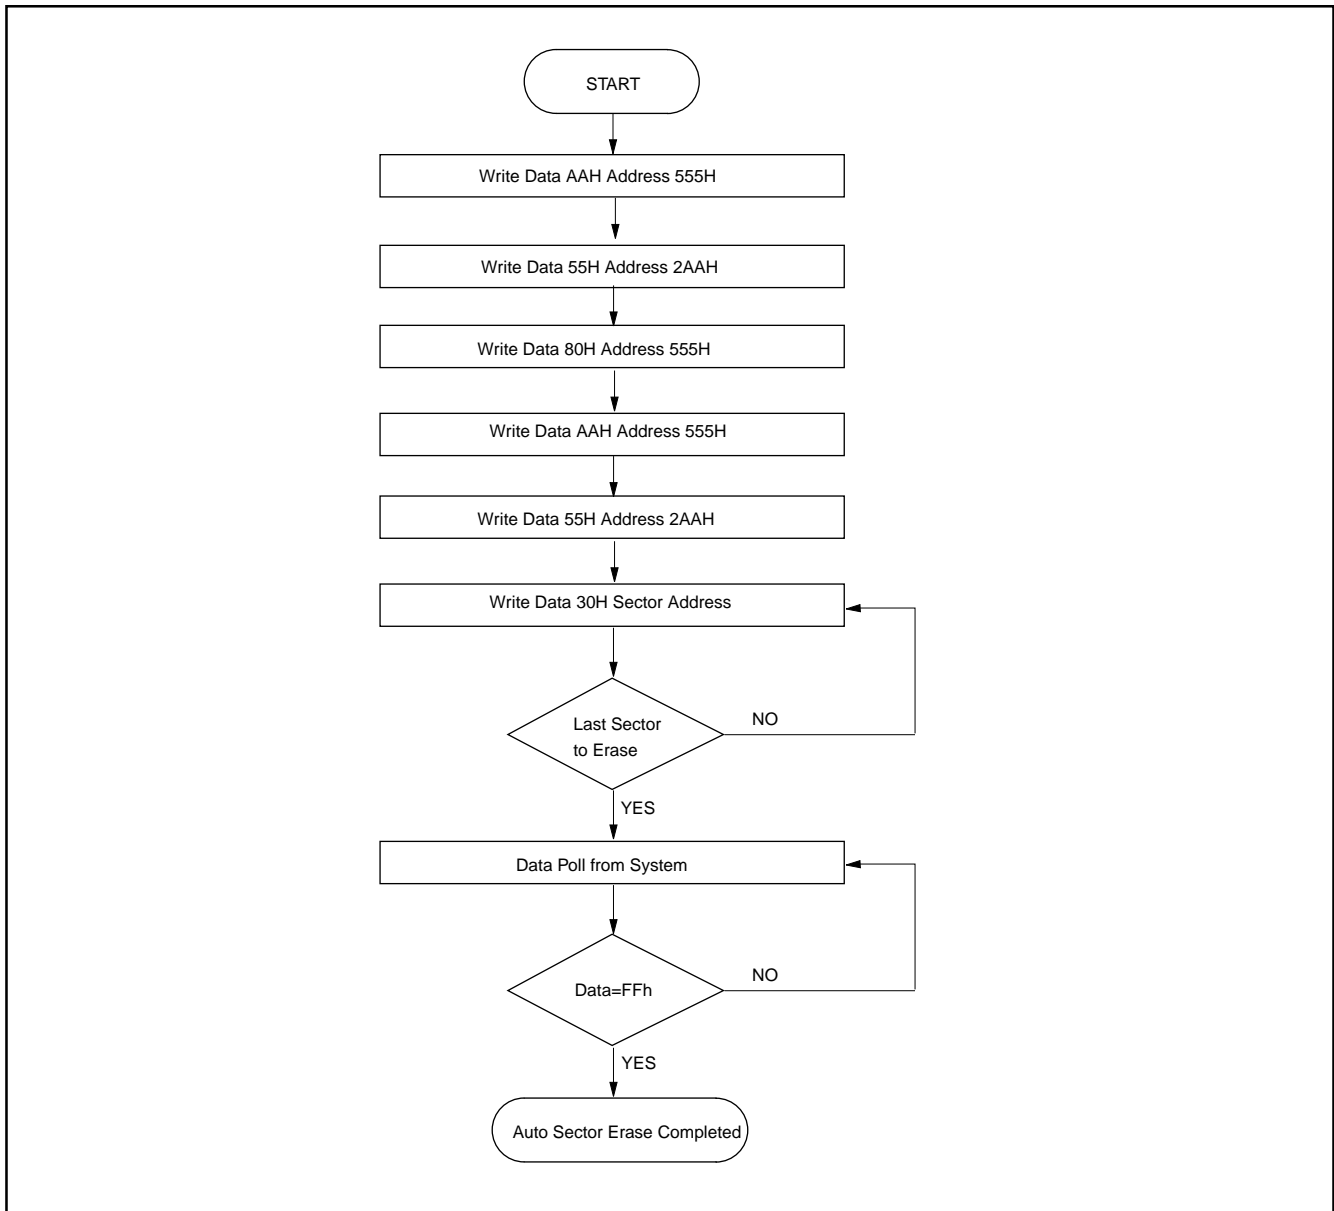 START
Write Data AAH Address 555H
Write Data 55H Address 2AAH
Write Data 80H Address 555H
Write Data AAH Address 555H
Write Data 55H Address 2AAH
Write Data 30H Sector Address
Last Sector
to Erase
NO
YES
Data Poll from System
Data=FFh
NO
YES
Auto Sector Erase Completed